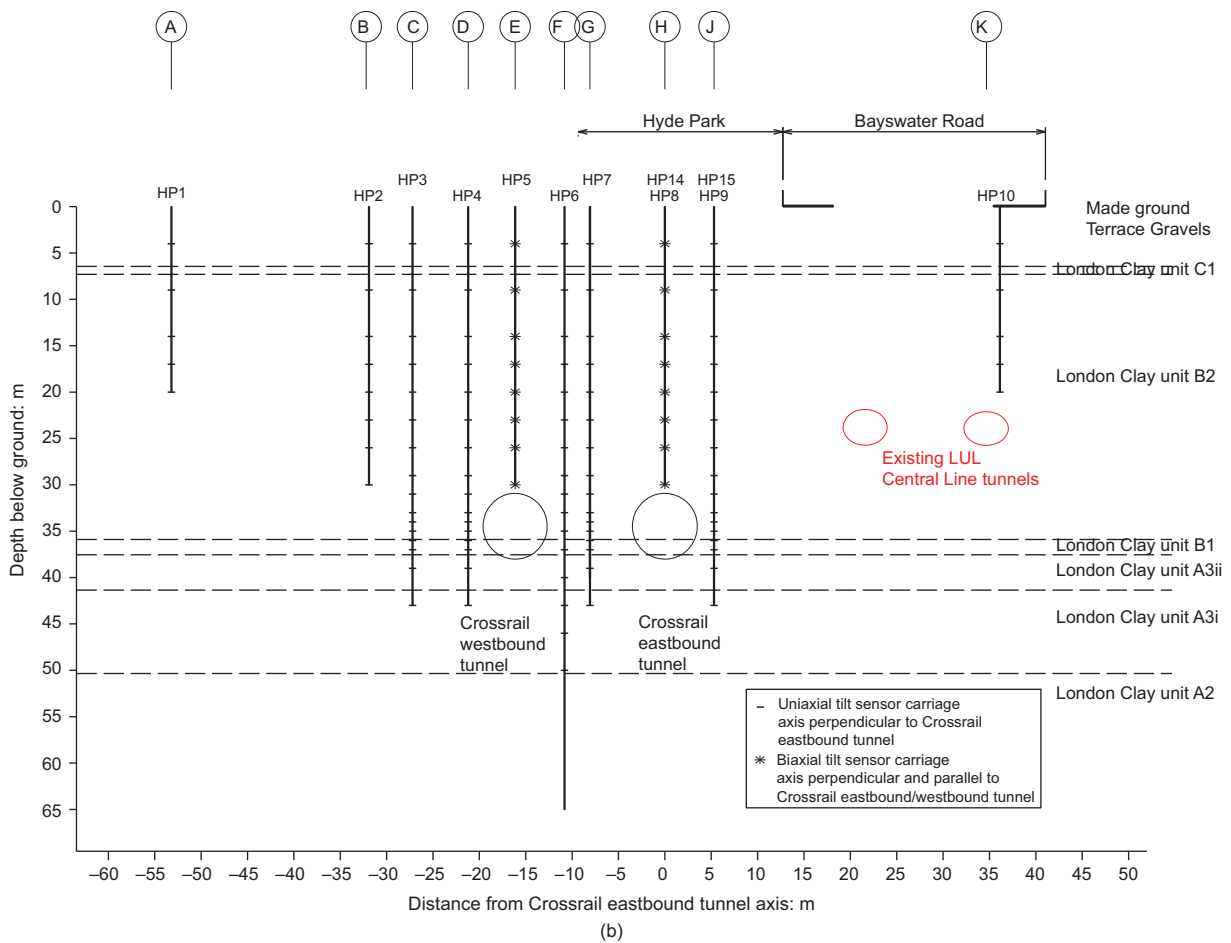 A B C D E F G H J K
Hyde Park
Bayswater Road
HP1
HP2
HP3
HP4
HP5
HP6
HP7
HP14
HP8
HP15
HP9
HP10
0
5
10
15
20
25
30
35
40
45
50
55
60
65
Depth below ground: m
Made ground
Terrace Gravels
London Clay unit C1
London Clay unit B2
Existing LUL
Central Line tunnels
London Clay unit B1
London Clay unit A3ii
London Clay unit A3i
London Clay unit A2
Crossrail
westbound
tunnel
Crossrail
eastbound
tunnel
– Uniaxial tilt sensor carriage
axis perpendicular to Crossrail
eastbound tunnel
* Biaxial tilt sensor carriage
axis perpendicular and parallel to
Crossrail eastbound/westbound tunnel
–60 –55 –50 –45 –40 –35 –30 –25 –20 –15 –10 –5 0 5 10 15 20 25 30 35 40 45 50
Distance from Crossrail eastbound tunnel axis: m
(b)